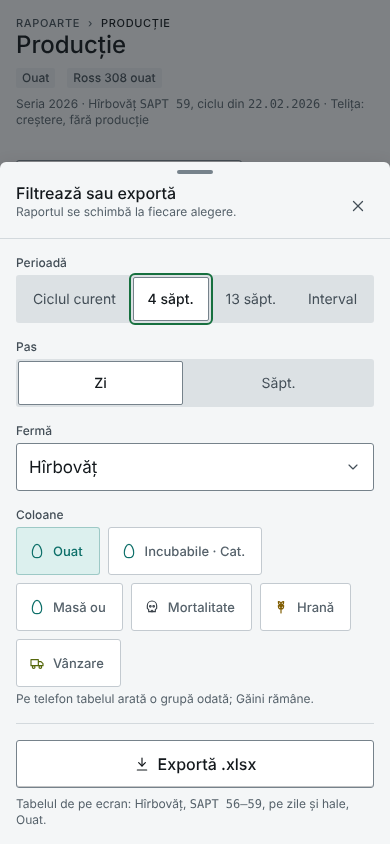 RAPOARTE › PRODUCȚIE
Producție
Ouat Ross 308 ouat
Seria 2026 · Hîrbovăț SAPT 59, ciclu din 22.02.2026 · Telița:
creștere, fără producție
Filtrează sau exportă
Raportul se schimbă la fiecare alegere.
Perioadă
Ciclul curent 4 săpt. 13 săpt. Interval
Pas
Zi Săpt.
Fermă
Hîrbovăț
Coloane
Ouat Incubabile · Cat.
Masă ou Mortalitate Hrană
Vânzare
Pe telefon tabelul arată o grupă odată; Găini rămâne.
Exportă .xlsx
Tabelul de pe ecran: Hîrbovăț, SAPT 56–59, pe zile și hale,
Ouat.